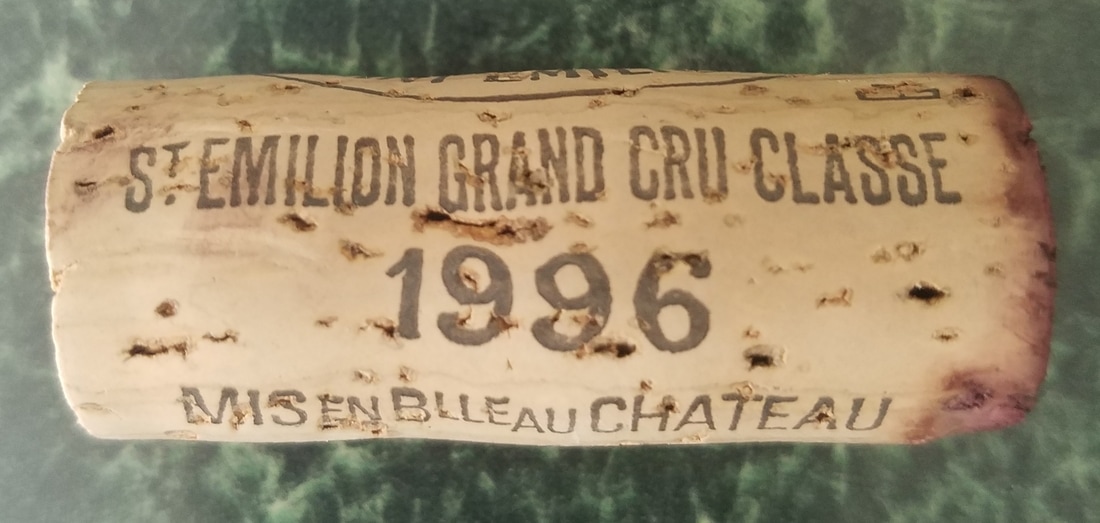 ST EMILION GRAND CRU CLASSE
1996
MIS EN BLLE AU CHATEAU